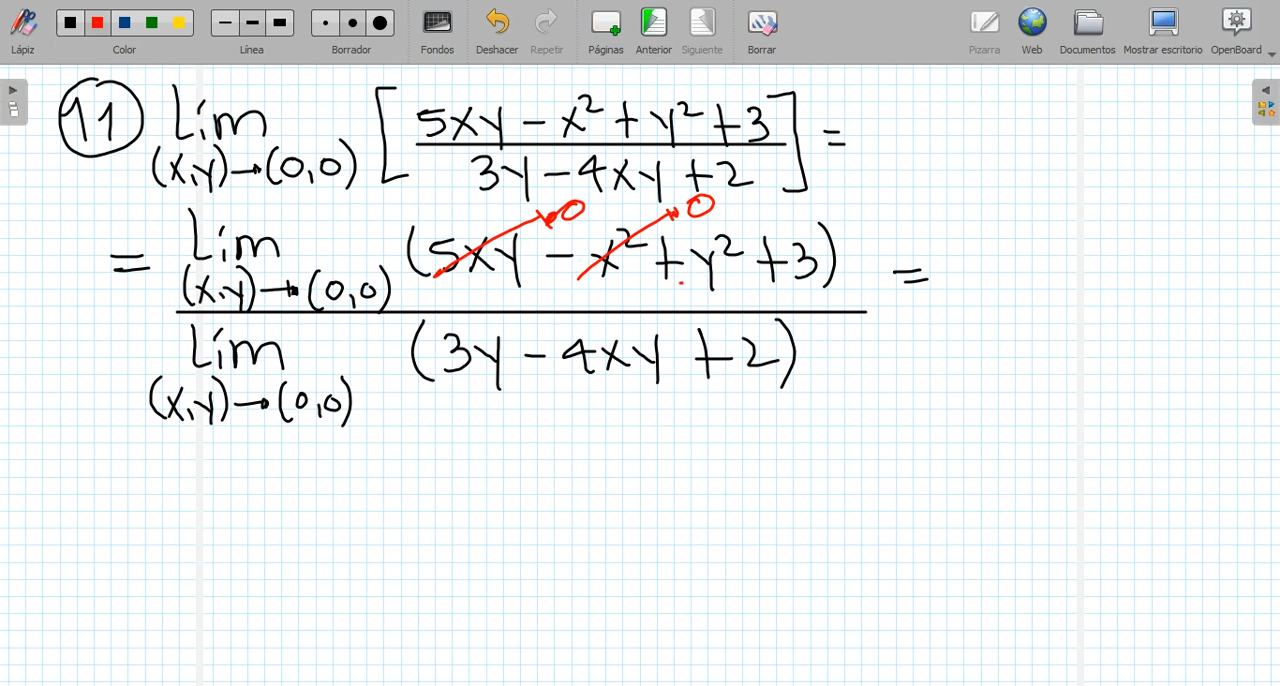 Lápiz Color Línea Borrador Fondos Deshacer Repetir Páginas Anterior Siguiente Borrar Pizarra Web Documentos Mostrar escritorio OpenBoard
11 Lim (x,y)→(0,0) [ (5xy − x² + y² + 3) / (3y − 4xy + 2) ] =
0 0
= Lim (x,y)→(0,0) (5xy − x² + y² + 3) =
Lim (x,y)→(0,0) (3y − 4xy + 2)